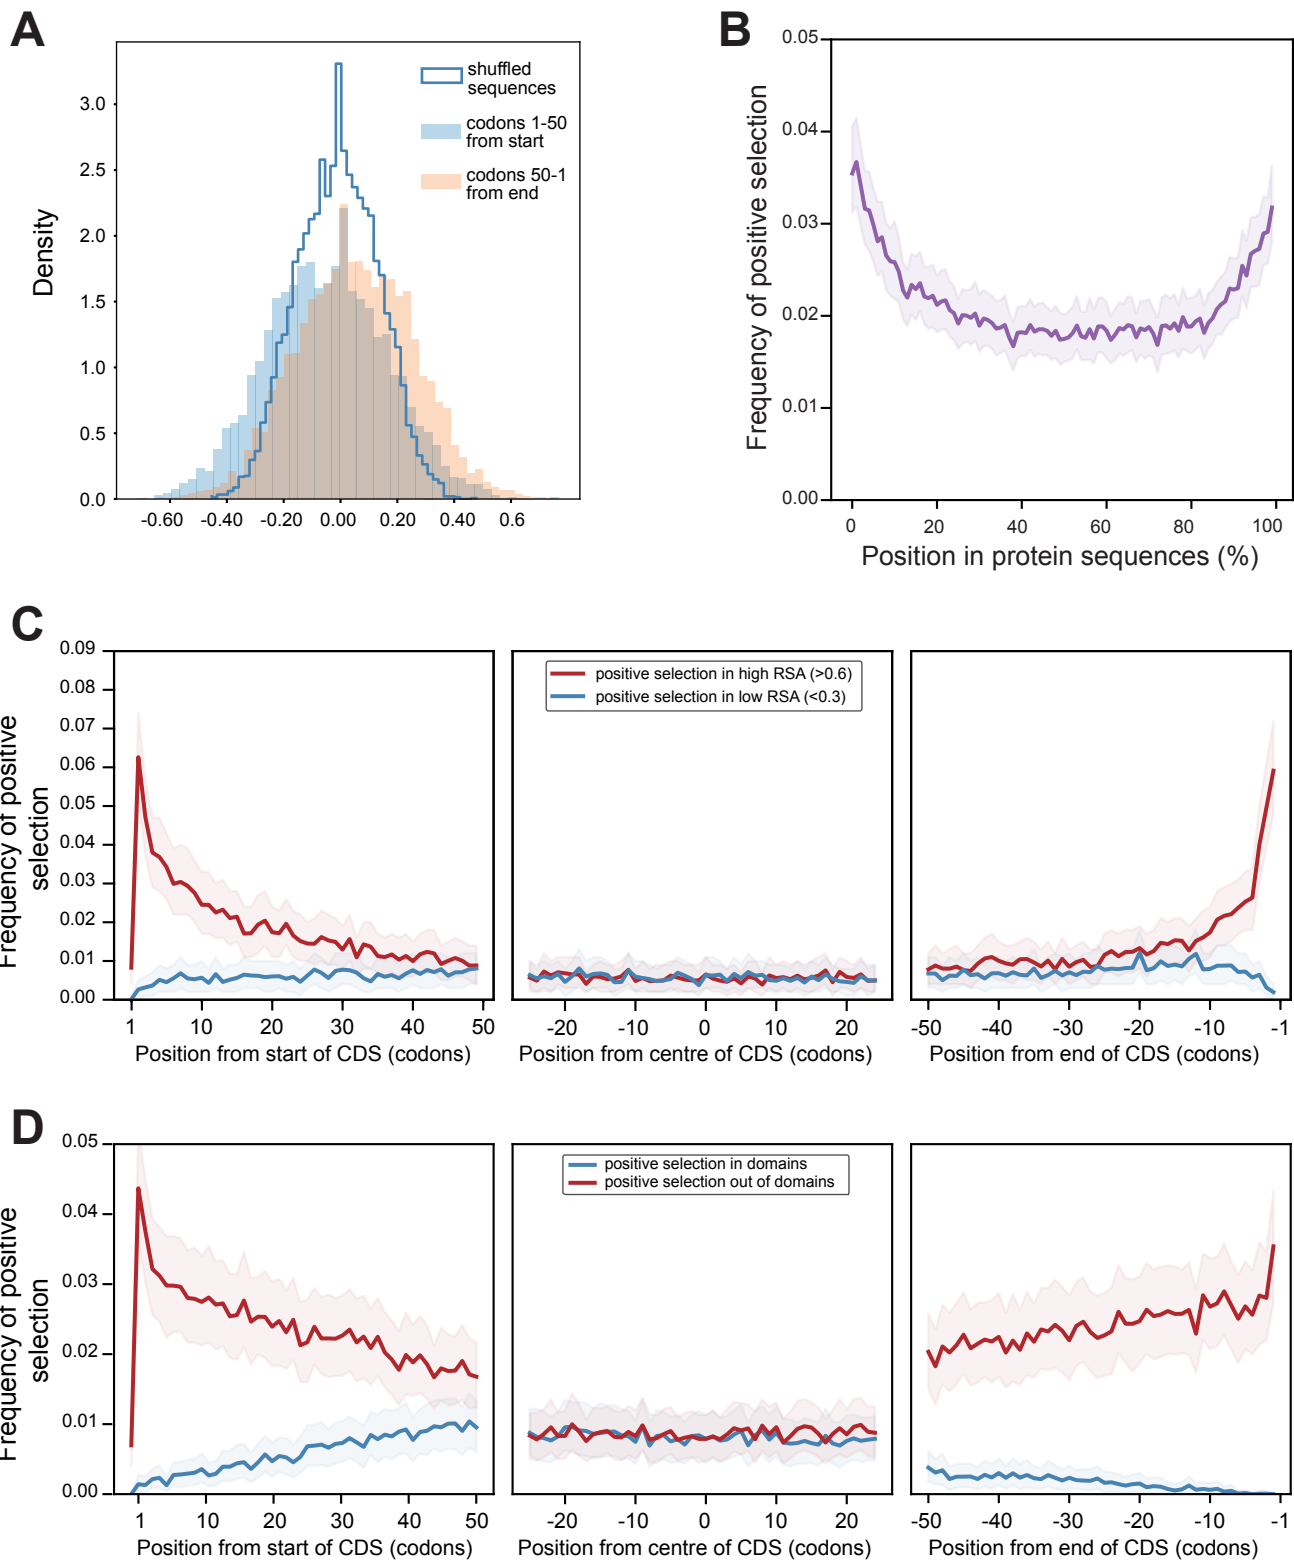 A
3.0
2.5
2.0
1.5
1.0
0.5
0.0
Density
shuffled
sequences
codons 1-50
from start
codons 50-1
from end
-0.60
-0.40
-0.20
0.00
0.20
0.40
0.6
B
0.05
0.04
0.03
0.02
0.01
0.00
Frequency of positive selection
0
20
40
60
80
100
Position in protein sequences (%)
C
0.09
0.08
0.07
0.06
0.05
0.04
0.03
0.02
0.01
0.00
Frequency of positive
selection
positive selection in high RSA (>0.6)
positive selection in low RSA (<0.3)
1
10
20
30
40
50
Position from start of CDS (codons)
-20
-10
0
10
20
Position from centre of CDS (codons)
-50
-40
-30
-20
-10
-1
Position from end of CDS (codons)
D
0.05
0.04
0.03
0.02
0.01
0.00
Frequency of positive
selection
positive selection in domains
positive selection out of domains
1
10
20
30
40
50
Position from start of CDS (codons)
-20
-10
0
10
20
Position from centre of CDS (codons)
-50
-40
-30
-20
-10
-1
Position from end of CDS (codons)